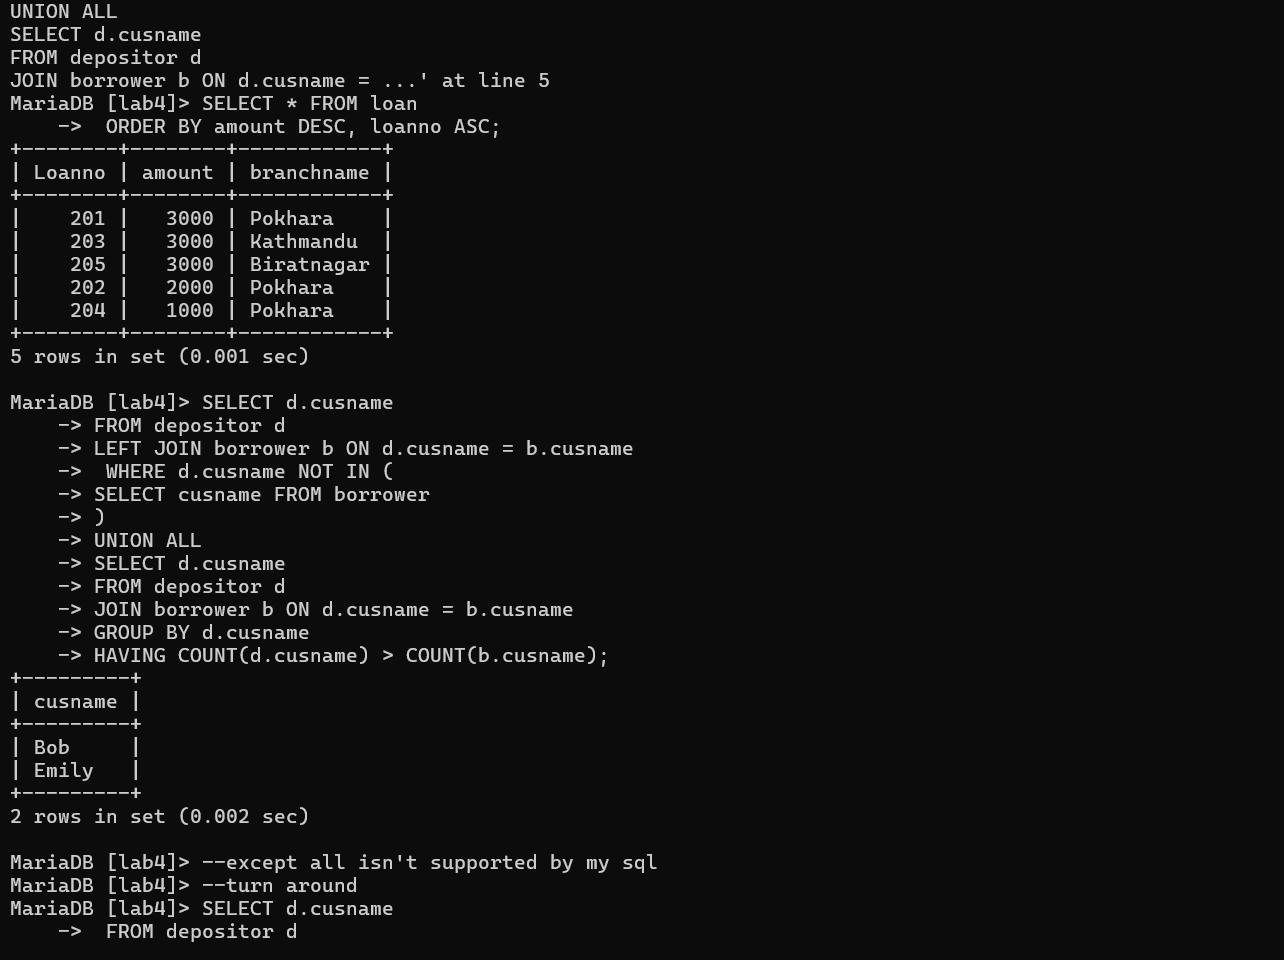 UNION ALL
SELECT d.cusname
FROM depositor d
JOIN borrower b ON d.cusname = ...' at line 5
MariaDB [lab4]> SELECT * FROM loan
    ->  ORDER BY amount DESC, loanno ASC;
+--------+--------+------------+
| Loanno | amount | branchname |
+--------+--------+------------+
|    201 |   3000 | Pokhara    |
|    203 |   3000 | Kathmandu  |
|    205 |   3000 | Biratnagar |
|    202 |   2000 | Pokhara    |
|    204 |   1000 | Pokhara    |
+--------+--------+------------+
5 rows in set (0.001 sec)

MariaDB [lab4]> SELECT d.cusname
    -> FROM depositor d
    -> LEFT JOIN borrower b ON d.cusname = b.cusname
    ->  WHERE d.cusname NOT IN (
    -> SELECT cusname FROM borrower
    -> )
    -> UNION ALL
    -> SELECT d.cusname
    -> FROM depositor d
    -> JOIN borrower b ON d.cusname = b.cusname
    -> GROUP BY d.cusname
    -> HAVING COUNT(d.cusname) > COUNT(b.cusname);
+---------+
| cusname |
+---------+
| Bob     |
| Emily   |
+---------+
2 rows in set (0.002 sec)

MariaDB [lab4]> --except all isn't supported by my sql
MariaDB [lab4]> --turn around
MariaDB [lab4]> SELECT d.cusname
    ->  FROM depositor d